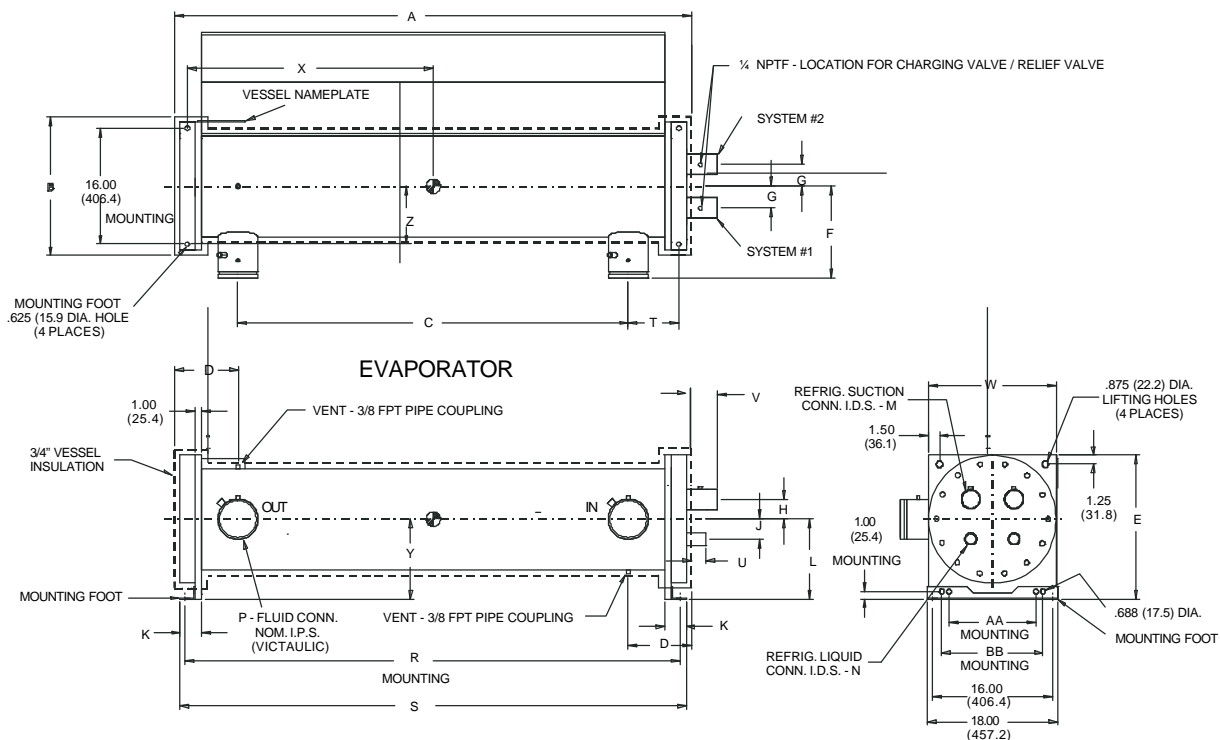 A
X
¼ NPTF - LOCATION FOR CHARGING VALVE / RELIEF VALVE
VESSEL NAMEPLATE
SYSTEM #2
B
16.00
(406.4)
MOUNTING
Z
G
G
F
SYSTEM #1
MOUNTING FOOT
.625 (15.9 DIA. HOLE
(4 PLACES)
C
T
EVAPORATOR
D
1.00
(25.4)
VENT - 3/8 FPT PIPE COUPLING
V
3/4" VESSEL
INSULATION
OUT
IN
H
J
Y
U
L
MOUNTING FOOT
K
P - FLUID CONN.
NOM. I.P.S.
(VICTAULIC)
VENT - 3/8 FPT PIPE COUPLING
K
D
R
MOUNTING
S
REFRIG. SUCTION
CONN. I.D.S. - M
W
.875 (22.2) DIA.
LIFTING HOLES
(4 PLACES)
1.50
(36.1)
1.25
(31.8)
E
1.00
(25.4)
MOUNTING
.688 (17.5) DIA.
AA
MOUNTING
MOUNTING FOOT
BB
MOUNTING
REFRIG. LIQUID
CONN. I.D.S. - N
16.00
(406.4)
18.00
(457.2)